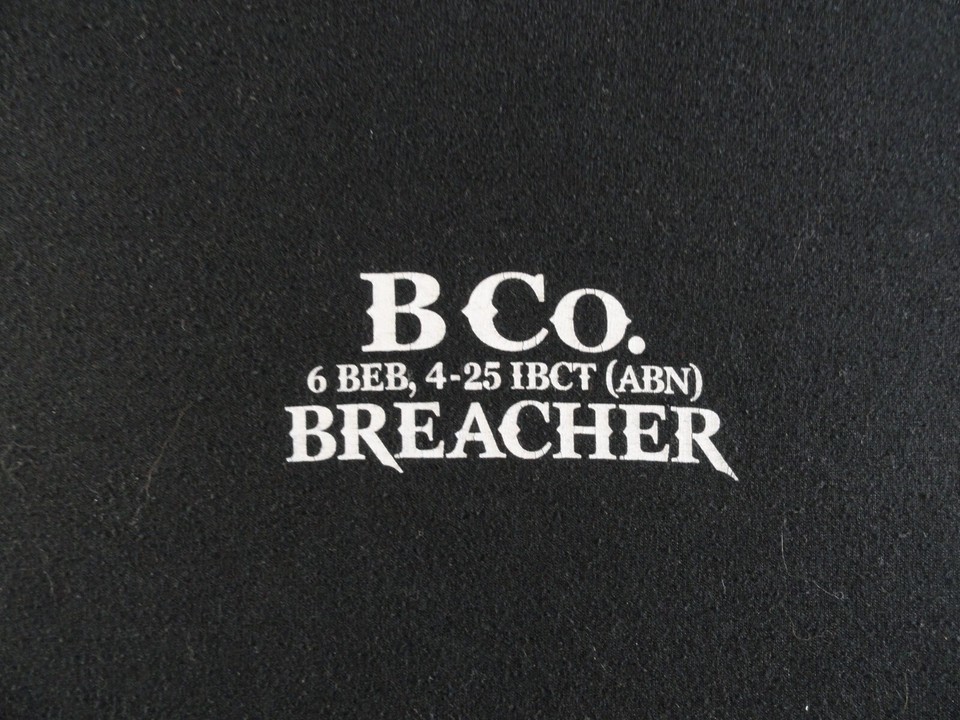 B Co.
6 BEB, 4-25 IBCT (ABN)
BREACHER